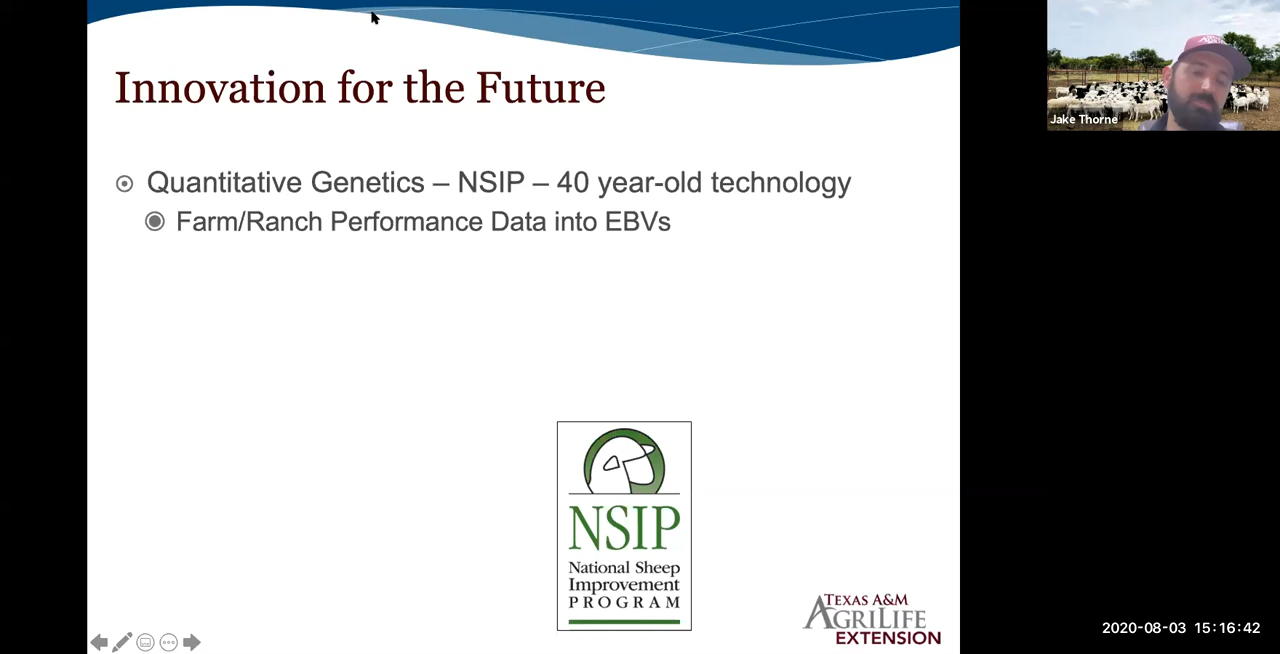 Innovation for the Future
Quantitative Genetics – NSIP – 40 year-old technology
Farm/Ranch Performance Data into EBVs
NSIP
National Sheep
Improvement
PROGRAM
TEXAS A&M
AGRILIFE
EXTENSION
Jake Thorne
2020-08-03 15:16:42